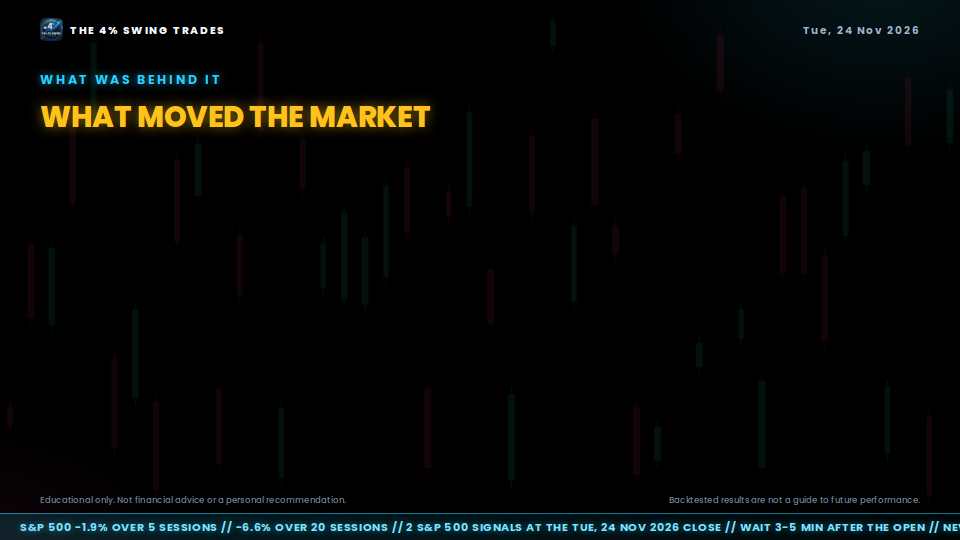 THE 4% SWING TRADES
Tue, 24 Nov 2026
WHAT WAS BEHIND IT
WHAT MOVED THE MARKET
Educational only. Not financial advice or a personal recommendation.
Backtested results are not a guide to future performance.
S&P 500 -1.9% OVER 5 SESSIONS // -6.6% OVER 20 SESSIONS // 2 S&P 500 SIGNALS AT THE TUE, 24 NOV 2026 CLOSE // WAIT 3-5 MIN AFTER THE OPEN //